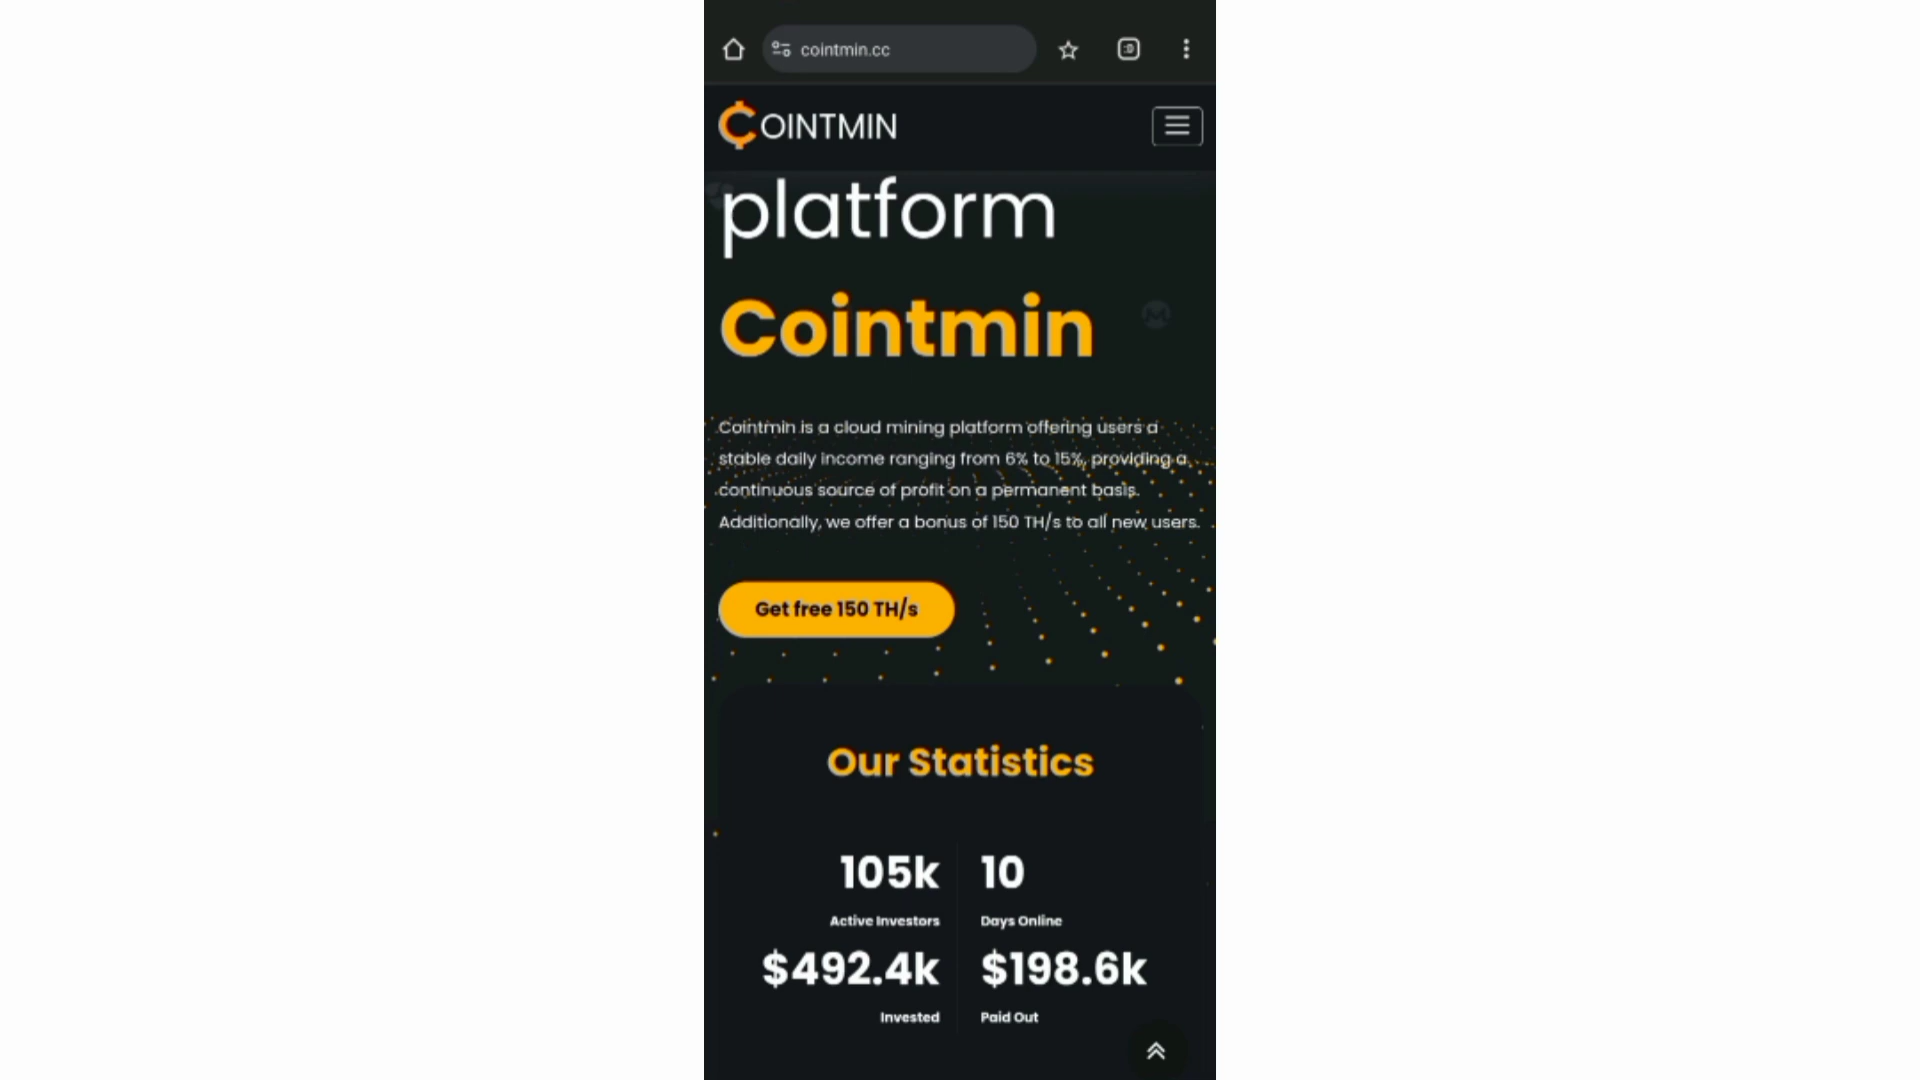 cointmin.cc
COINTMIN
platform
Cointmin
Cointmin is a cloud mining platform offering users a
stable daily income ranging from 6% to 15%, providing a
continuous source of profit on a permanent basis.
Additionally, we offer a bonus of 150 TH/s to all new users.
Get free 150 TH/s
Our Statistics
105k
Active Investors
10
Days Online
$492.4k
Invested
$198.6k
Paid Out